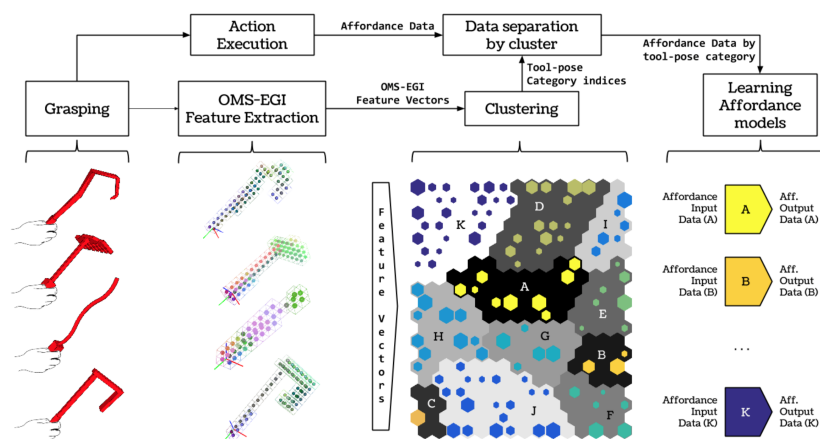 Action
Execution
Affordance Data
Data separation
by cluster
Affordance Data by
tool-pose category
Tool-pose
Category indices
Grasping
OMS-EGI
Feature Extraction
OMS-EGI
Feature Vectors
Clustering
Learning
Affordance
models
Feature Vectors
K
D
I
A
E
H
G
B
C
J
F
Affordance
Input
Data (A)
A
Aff.
Output
Data (A)
Affordance
Input
Data (B)
B
Aff.
Output
Data (B)
...
Affordance
Input
Data (K)
K
Aff.
Output
Data (K)